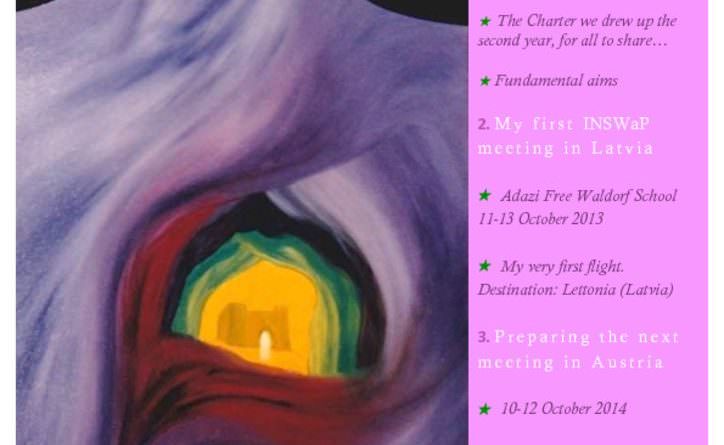 ★ The Charter we drew up the
second year, for all to share…
★ Fundamental aims
2. My first INSWaP
meeting in Latvia
★ Adazi Free Waldorf School
11-13 October 2013
★ My very first flight.
Destination: Lettonia (Latvia)
3. Preparing the next
meeting in Austria
★ 10-12 October 2014